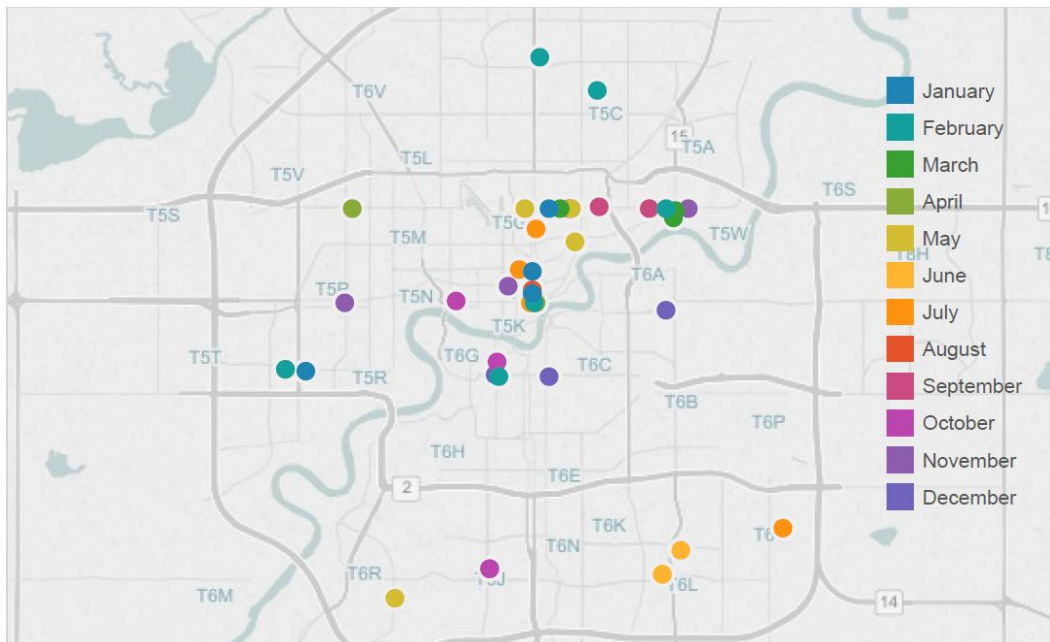 T6V
T5C
January
February
15
T5A
March
T5L
T5V
April
T6S
T5S
May
T5M
T5W
T6A
June
T5P
T5N
July
T5K
August
T5T
T6G
T6C
T5R
September
T6B
October
T6P
T6H
November
T6E
2
December
T6K
T6N
T6R
T6L
T6M
14